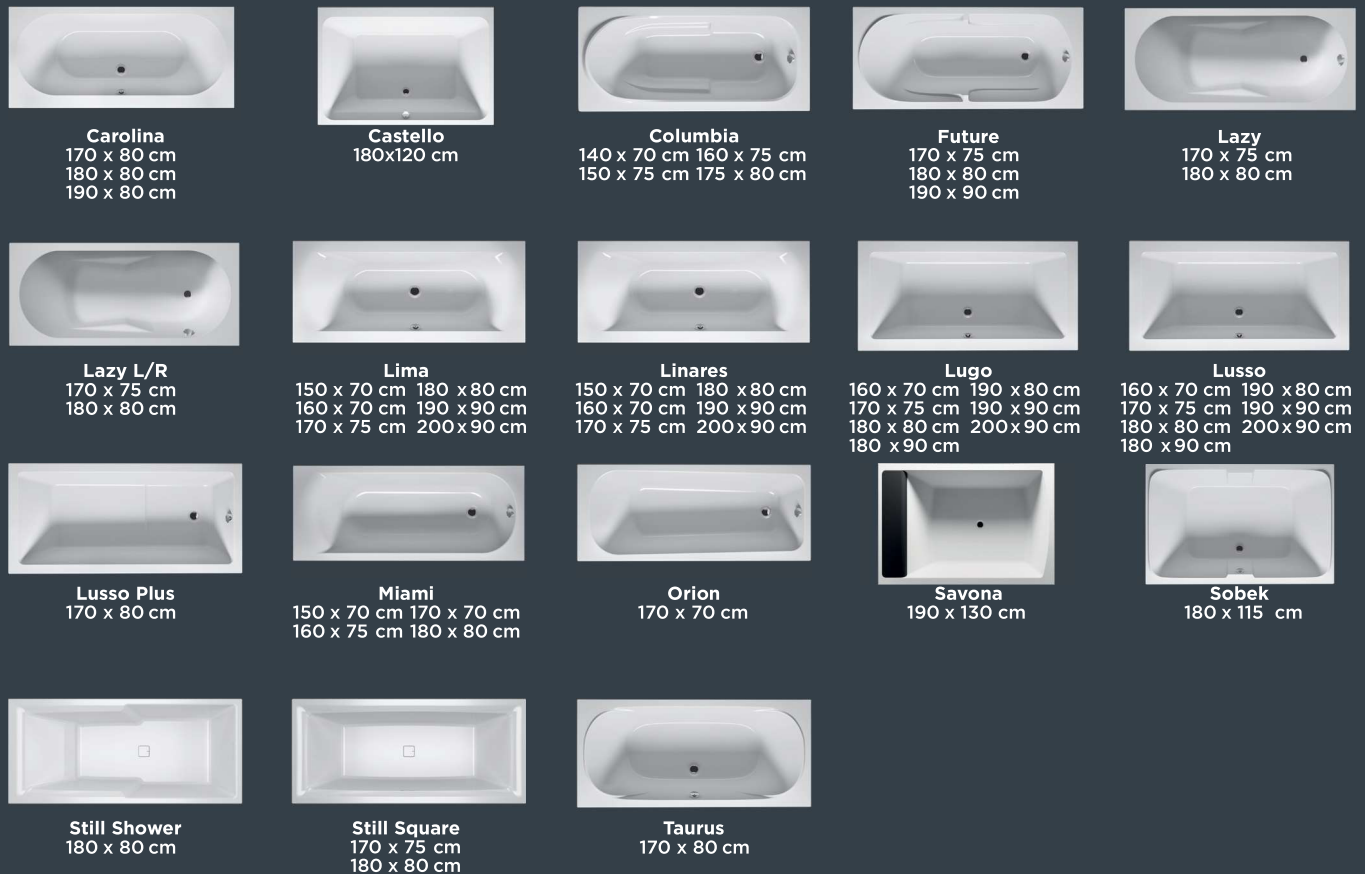 Carolina
170 x 80 cm
180 x 80 cm
190 x 80 cm
Castello
180x120 cm
Columbia
140 x 70 cm 160 x 75 cm
150 x 75 cm 175 x 80 cm
Future
170 x 75 cm
180 x 80 cm
190 x 90 cm
Lazy
170 x 75 cm
180 x 80 cm
Lazy L/R
170 x 75 cm
180 x 80 cm
Lima
150 x 70 cm 180 x 80 cm
160 x 70 cm 190 x 90 cm
170 x 75 cm 200 x 90 cm
Linares
150 x 70 cm 180 x 80 cm
160 x 70 cm 190 x 90 cm
170 x 75 cm 200 x 90 cm
Lugo
160 x 70 cm 190 x 80 cm
170 x 75 cm 190 x 90 cm
180 x 80 cm 200 x 90 cm
180 x 90 cm
Lusso
160 x 70 cm 190 x 80 cm
170 x 75 cm 190 x 90 cm
180 x 80 cm 200 x 90 cm
180 x 90 cm
Lusso Plus
170 x 80 cm
Miami
150 x 70 cm 170 x 70 cm
160 x 75 cm 180 x 80 cm
Orion
170 x 70 cm
Savona
190 x 130 cm
Sobek
180 x 115 cm
Still Shower
180 x 80 cm
Still Square
170 x 75 cm
180 x 80 cm
Taurus
170 x 80 cm